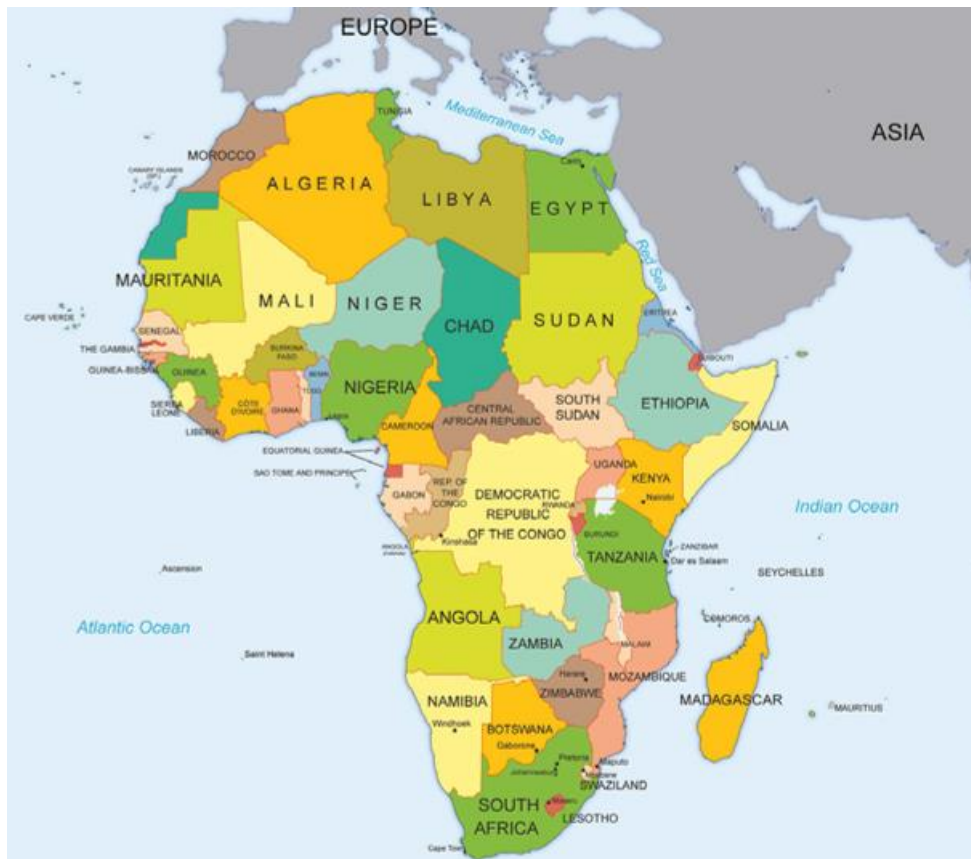 EUROPE
ASIA
Mediterranean Sea
TUNISIA
MOROCCO
Cairo
CANARY ISLANDS
(SP.)
ALGERIA
LIBYA
EGYPT
Red Sea
MAURITANIA
MALI
NIGER
CHAD
SUDAN
ERITREA
CAPE VERDE
SENEGAL
THE GAMBIA
GUINEA-BISSAU
GUINEA
BURKINA
FASO
BENIN
TOGO
NIGERIA
DJIBOUTI
SIERRA
LEONE
LIBERIA
CÔTE
D'IVOIRE
GHANA
CAMEROON
CENTRAL
AFRICAN REPUBLIC
SOUTH
SUDAN
ETHIOPIA
SOMALIA
EQUATORIAL GUINEA
SAO TOME AND PRINCIPE
GABON
REP. OF
THE
CONGO
DEMOCRATIC
REPUBLIC
OF THE CONGO
UGANDA
KENYA
Nairobi
RWANDA
BURUNDI
Kinshasa
TANZANIA
ZANZIBAR
Dar es Salaam
Indian Ocean
SEYCHELLES
Ascension
Atlantic Ocean
Saint Helena
ANGOLA
ZAMBIA
MALAWI
COMOROS
MOZAMBIQUE
MADAGASCAR
MAURITIUS
Harare
ZIMBABWE
NAMIBIA
Windhoek
BOTSWANA
Gaborone
Pretoria
Johannesburg
Maputo
Mbabane
SWAZILAND
SOUTH
AFRICA
Maseru
LESOTHO
Cape Town